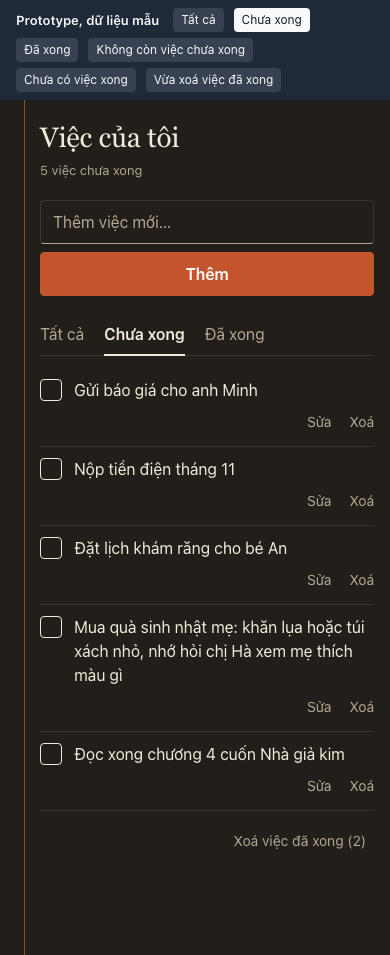 Prototype, dữ liệu mẫu Tất cả Chưa xong
Đã xong Không còn việc chưa xong
Chưa có việc xong Vừa xoá việc đã xong
Việc của tôi
5 việc chưa xong
Thêm việc mới...
Thêm
Tất cả Chưa xong Đã xong
Gửi báo giá cho anh Minh
Sửa Xoá
Nộp tiền điện tháng 11
Sửa Xoá
Đặt lịch khám răng cho bé An
Sửa Xoá
Mua quà sinh nhật mẹ: khăn lụa hoặc túi
xách nhỏ, nhớ hỏi chị Hà xem mẹ thích
màu gì
Sửa Xoá
Đọc xong chương 4 cuốn Nhà giả kim
Sửa Xoá
Xoá việc đã xong (2)